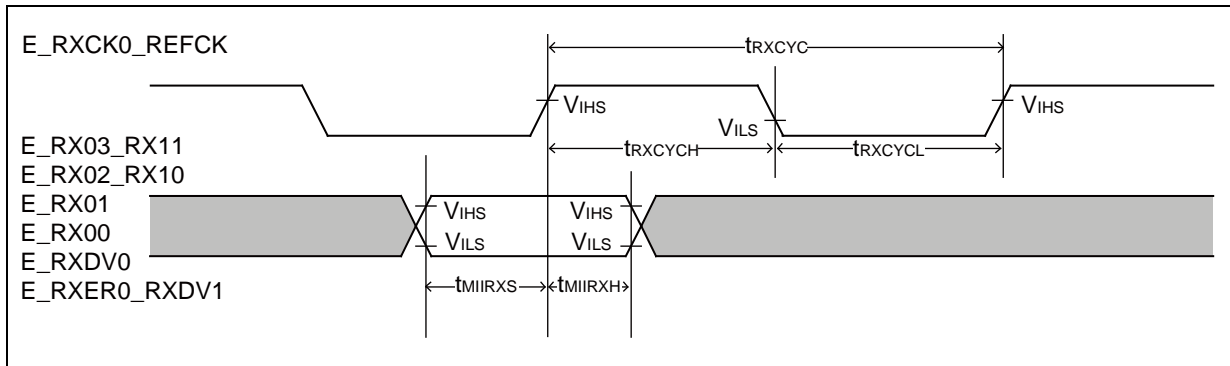 E_RXCK0_REFCK
tRXCYC
VIHS
VIHS
VILS
E_RX03_RX11
tRXCYCH
tRXCYCL
E_RX02_RX10
E_RX01
VIHS
VIHS
E_RX00
VILS
VILS
E_RXDV0
E_RXER0_RXDV1
tMIIRXS
tMIIRXH